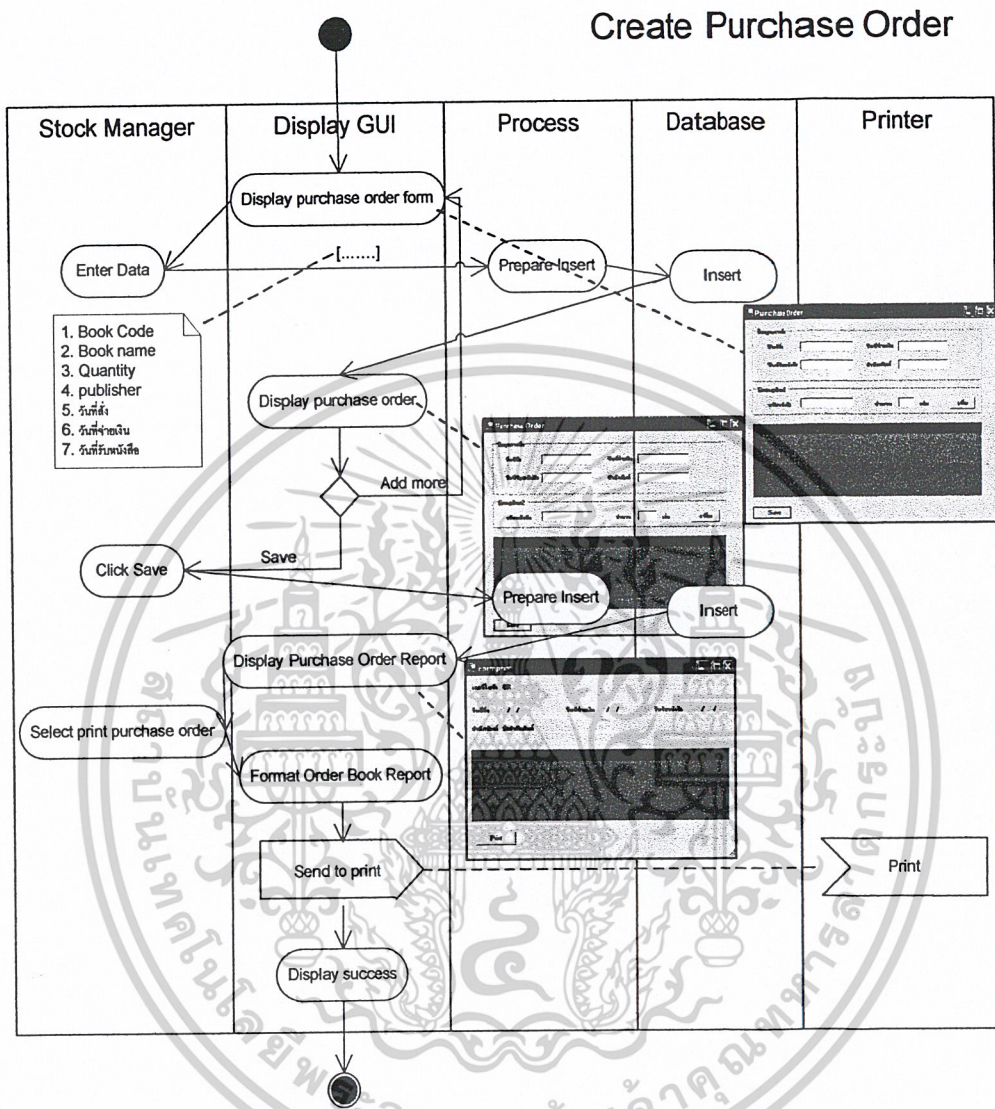 Create Purchase Order
Stock Manager
Display GUI
Process
Database
Printer
Display purchase order form
[.......]
Enter Data
Prepare Insert
Insert
1. Book Code
2. Book name
3. Quantity
4. publisher
5. วันที่สั่ง
6. วันที่จ่ายเงิน
7. วันที่รับหนังสือ
Purchase Order
Save
Display purchase order
Purchase Order
Add more
Save
Click Save
Prepare Insert
Insert
Display Purchase Order Report
Select print purchase order
Format Order Book Report
Print
Send to print
Print
Display success